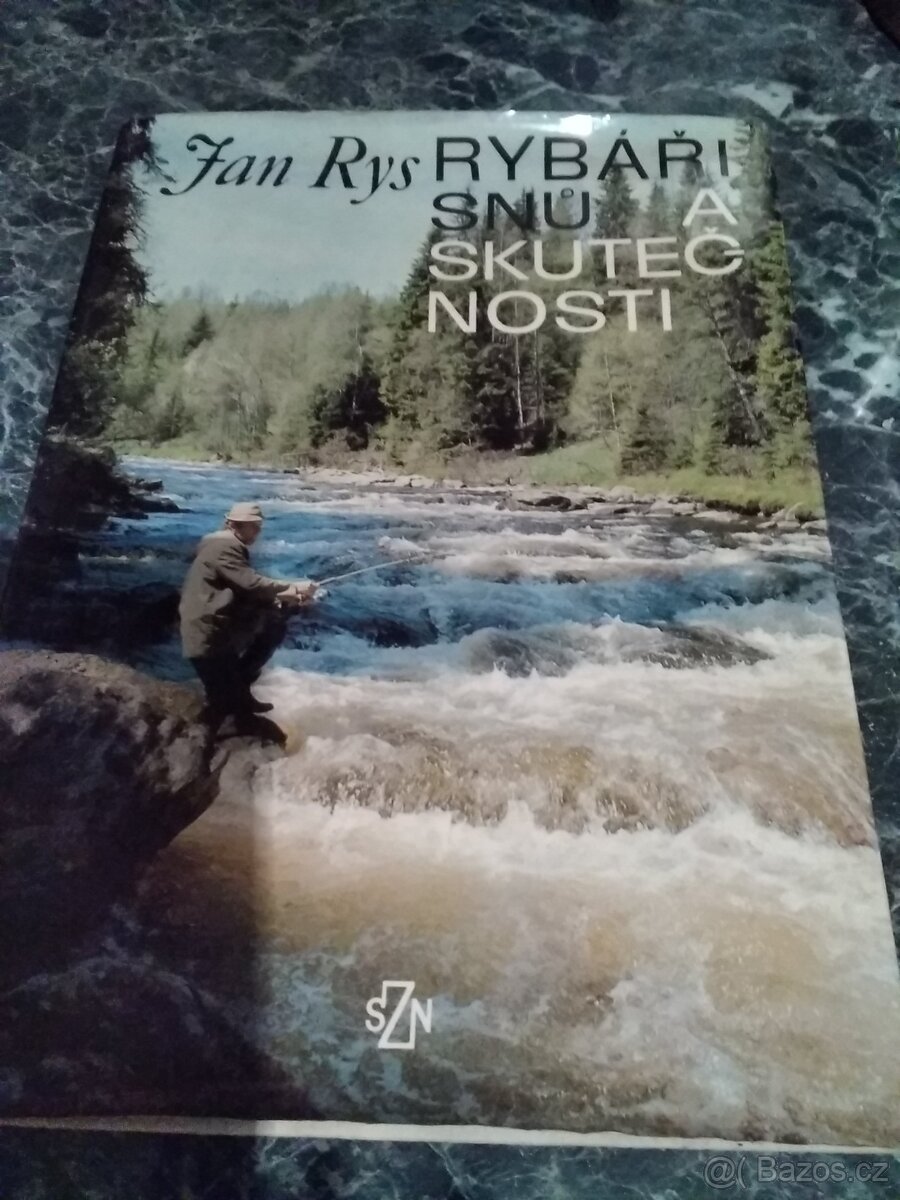 Jan Rys RYBÁŘI
SNŮ A
SKUTEČ
NOSTI
SZN
@( Bazos.cz